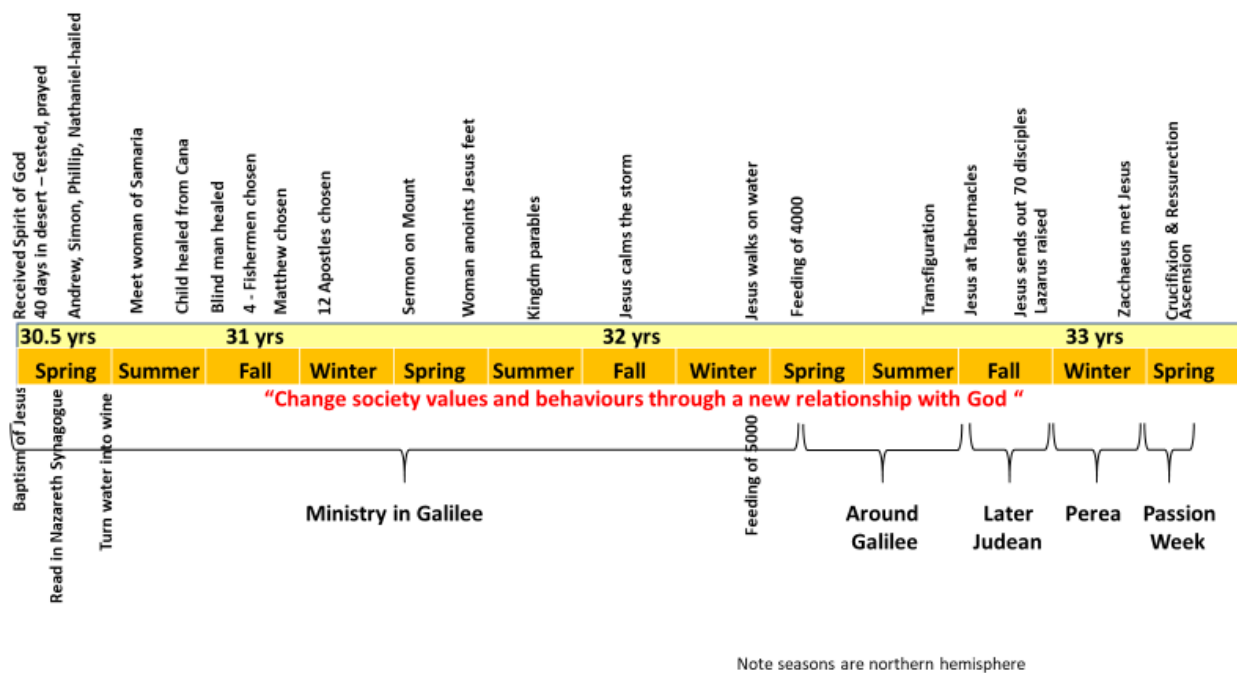 Received Spirit of God
40 days in desert – tested, prayed
Andrew, Simon, Phillip, Nathaniel-hailed
Meet woman of Samaria
Child healed from Cana
Blind man healed
4 - Fishermen chosen
Matthew chosen
12 Apostles chosen
Sermon on Mount
Woman anoints Jesus feet
Kingdm parables
Jesus calms the storm
Jesus walks on water
Feeding of 4000
Transfiguration
Jesus at Tabernacles
Jesus sends out 70 disciples
Lazarus raised
Zacchaeus met Jesus
Crucifixion & Ressurection
Ascension
30.5 yrs 31 yrs 32 yrs 33 yrs
Spring Summer Fall Winter Spring Summer Fall Winter Spring Summer Fall Winter Spring
“Change society values and behaviours through a new relationship with God “
Baptism of Jesus
Read in Nazareth Synagogue
Turn water into wine
Feeding of 5000
Ministry in Galilee
Around
Galilee
Later
Judean
Perea
Passion
Week
Note seasons are northern hemisphere